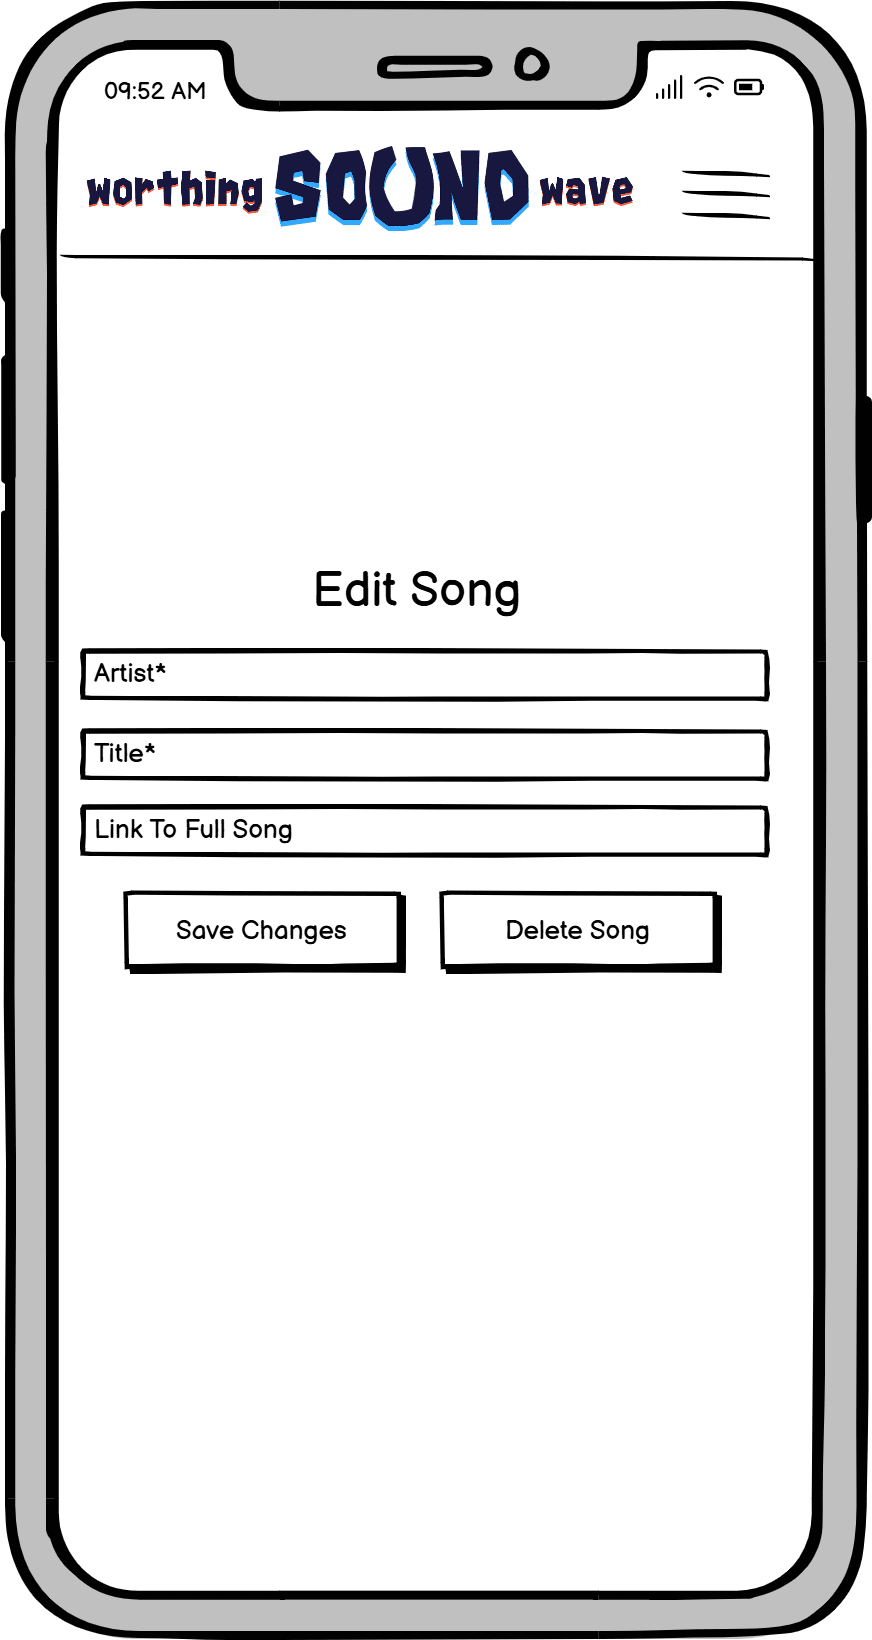 09:52 AM
worthing SOUND wave
Edit Song
Artist*
Title*
Link To Full Song
Save Changes
Delete Song